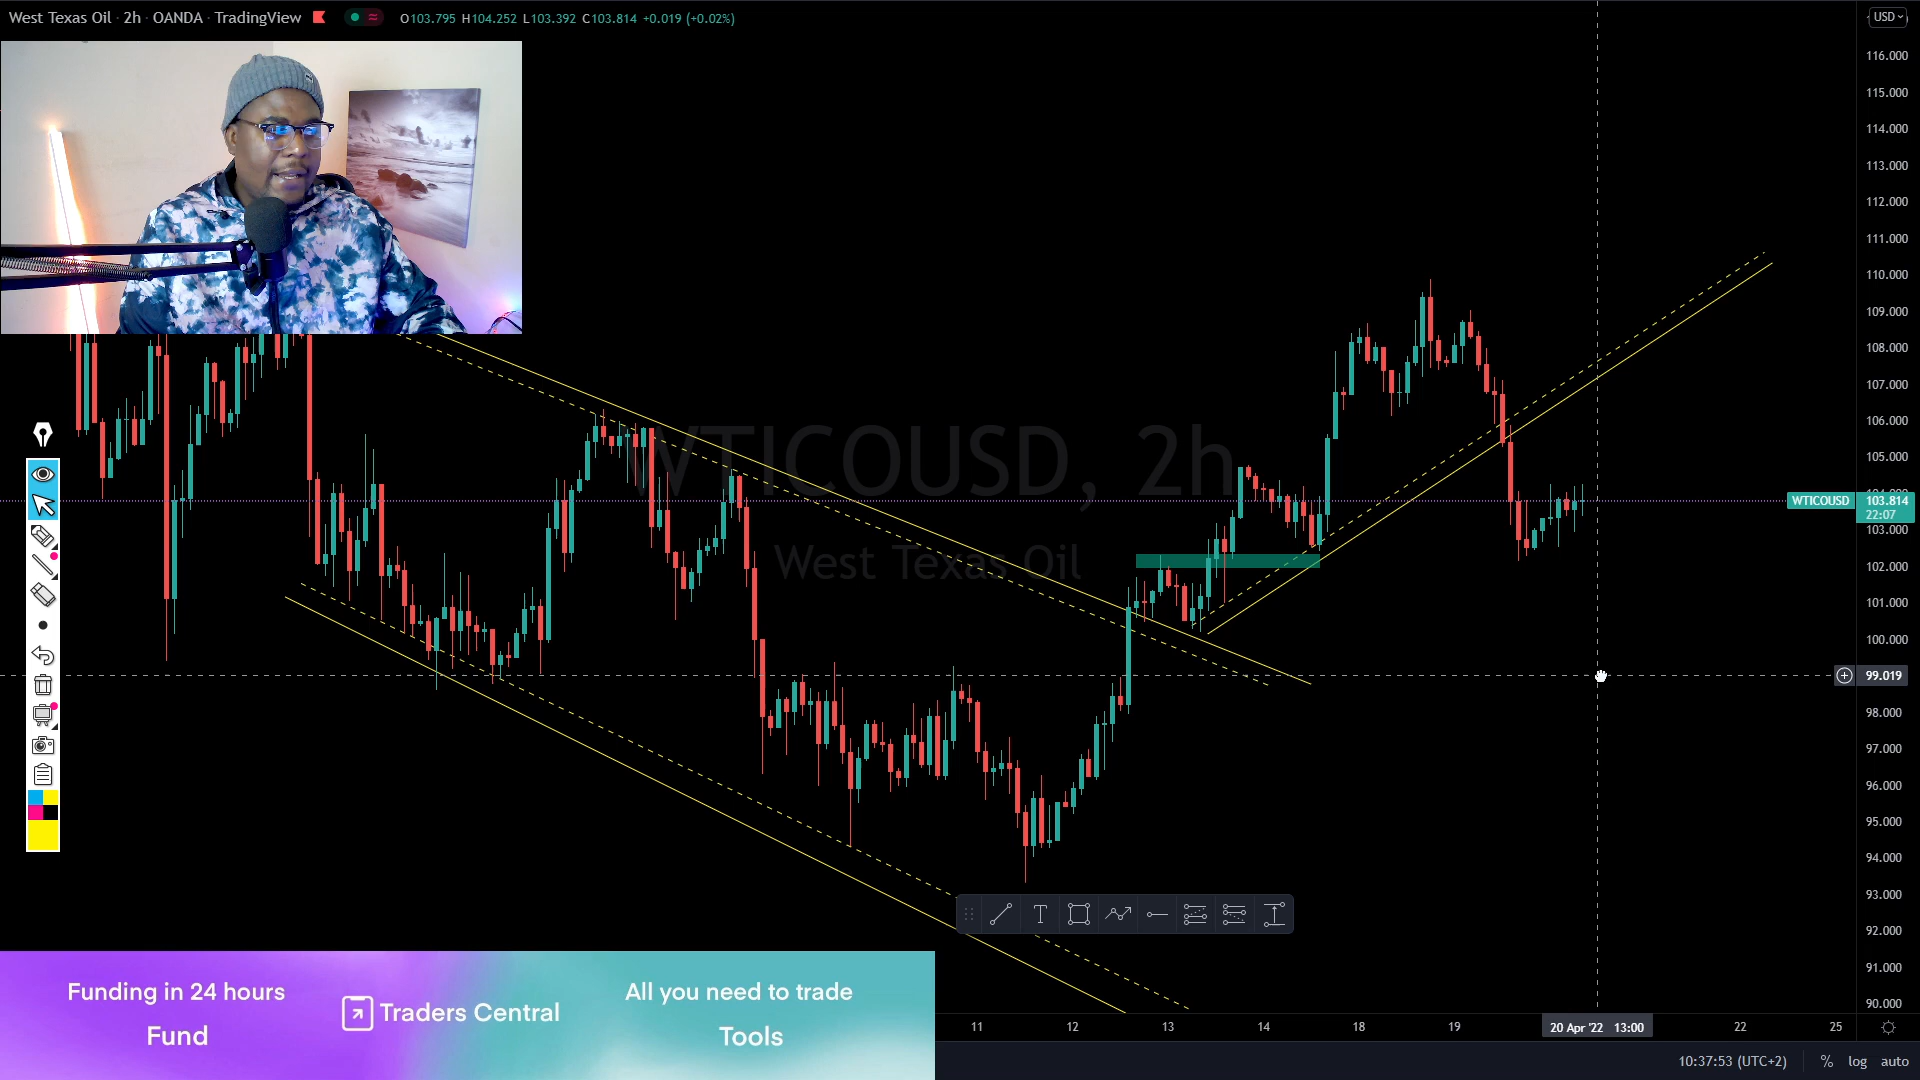 West Texas Oil · 2h · OANDA · TradingView
O103.795 H104.252 L103.392 C103.814 +0.019 (+0.02%)
USD
116.000
115.000
114.000
113.000
112.000
111.000
110.000
109.000
108.000
107.000
106.000
105.000
WTICOUSD, 2h
West Texas Oil
WTICOUSD
103.814
22:07
103.000
102.000
101.000
100.000
99.019
98.000
97.000
96.000
95.000
94.000
93.000
92.000
91.000
90.000
T
Funding in 24 hours
Fund
Traders Central
All you need to trade
Tools
11
12
13
14
18
19
20 Apr '22 13:00
22
25
10:37:53 (UTC+2)
%
log
auto